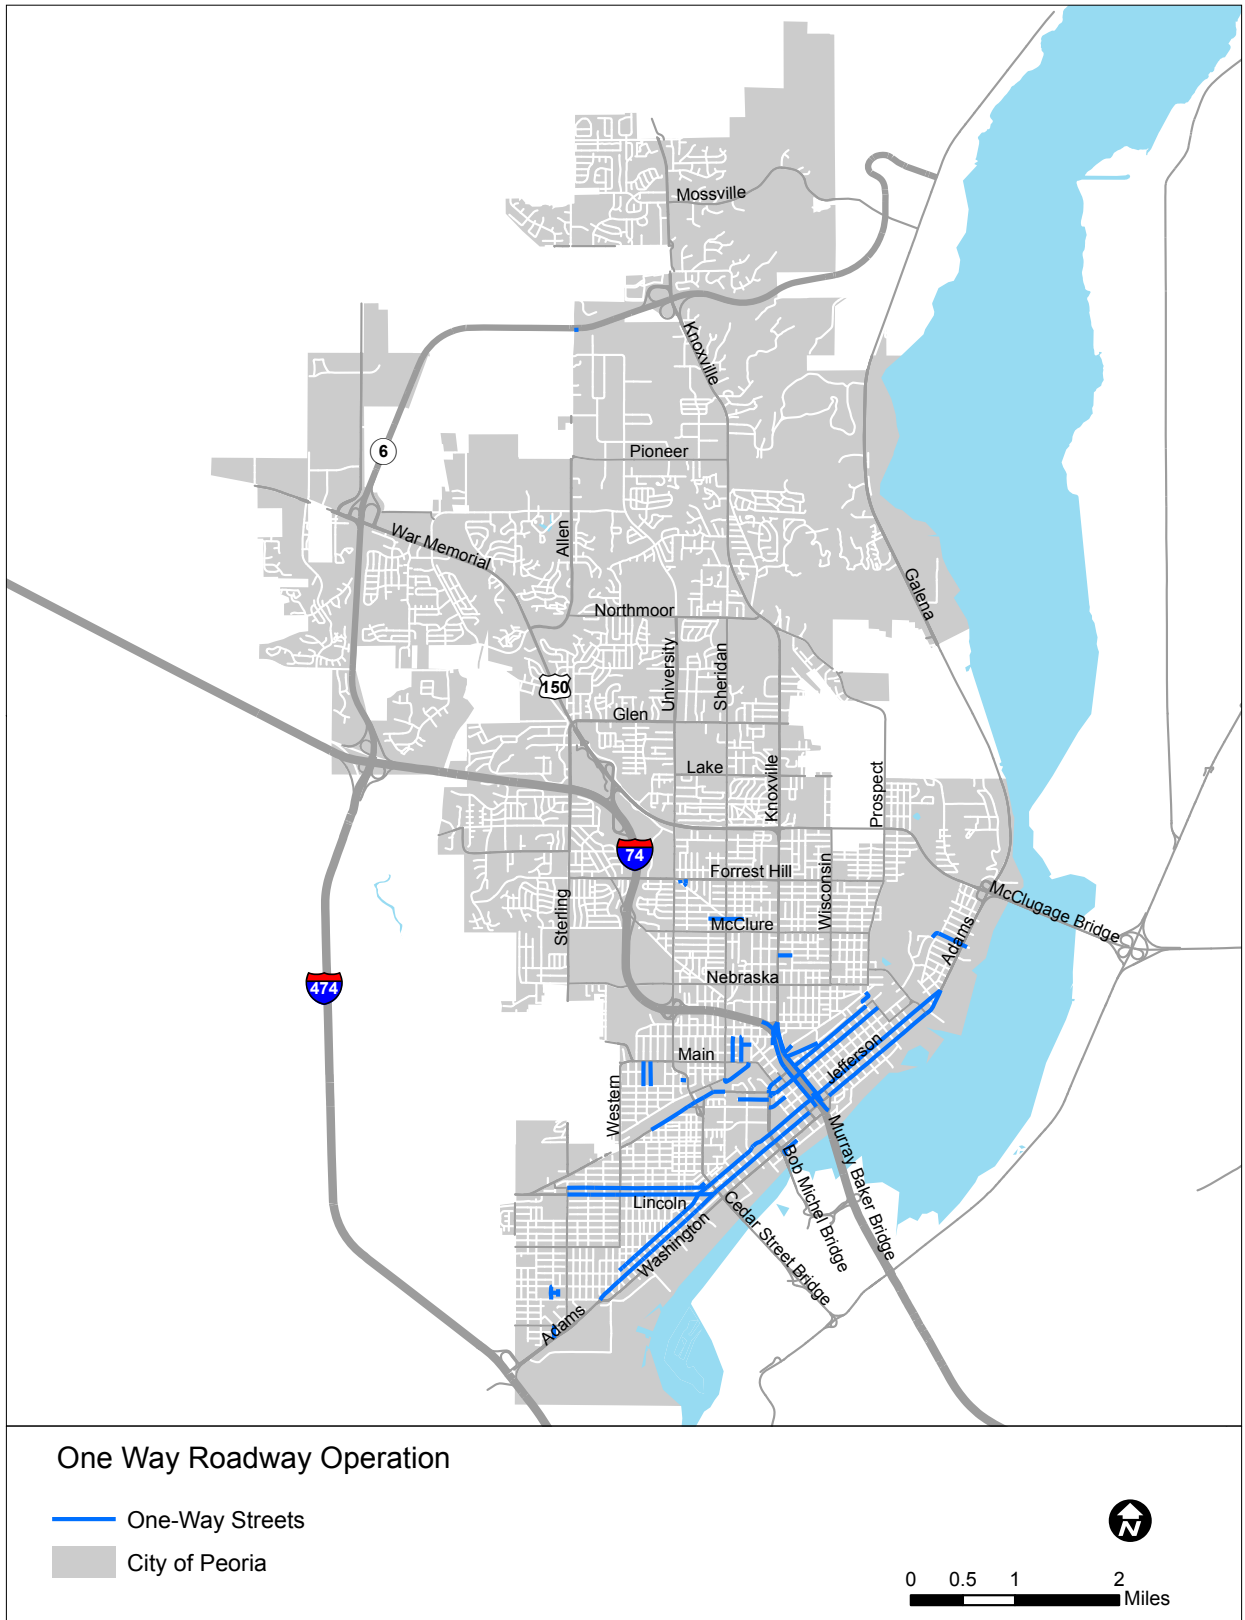 Mossville
Knoxville
6
Pioneer
Allen
War Memorial
Galena
Northmoor
University
Sheridan
150
Glen
Lake
Knoxville
Prospect
74
Forrest Hill
Wisconsin
Sterling
McClure
McClugage Bridge
Adams
Nebraska
474
Main
Jefferson
Western
Murray Baker Bridge
Bob Michel Bridge
Lincoln
Cedar Street Bridge
Washington
Adams
One Way Roadway Operation
One-Way Streets
City of Peoria
N
0 0.5 1 2
Miles